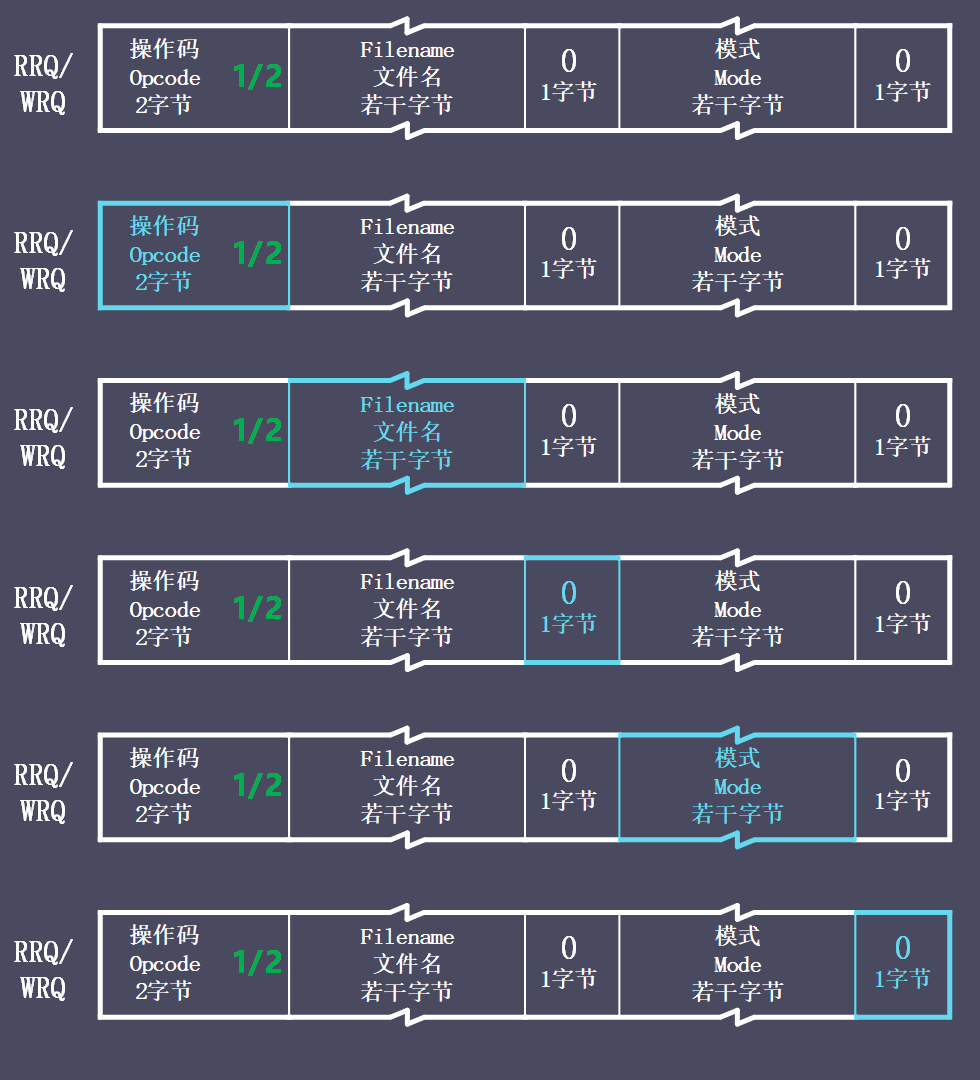 RRQ/
WRQ
操作码
Opcode
2字节
1/2
Filename
文件名
若干字节
0
1字节
模式
Mode
若干字节
0
1字节
RRQ/
WRQ
操作码
Opcode
2字节
1/2
Filename
文件名
若干字节
0
1字节
模式
Mode
若干字节
0
1字节
RRQ/
WRQ
操作码
Opcode
2字节
1/2
Filename
文件名
若干字节
0
1字节
模式
Mode
若干字节
0
1字节
RRQ/
WRQ
操作码
Opcode
2字节
1/2
Filename
文件名
若干字节
0
1字节
模式
Mode
若干字节
0
1字节
RRQ/
WRQ
操作码
Opcode
2字节
1/2
Filename
文件名
若干字节
0
1字节
模式
Mode
若干字节
0
1字节
RRQ/
WRQ
操作码
Opcode
2字节
1/2
Filename
文件名
若干字节
0
1字节
模式
Mode
若干字节
0
1字节